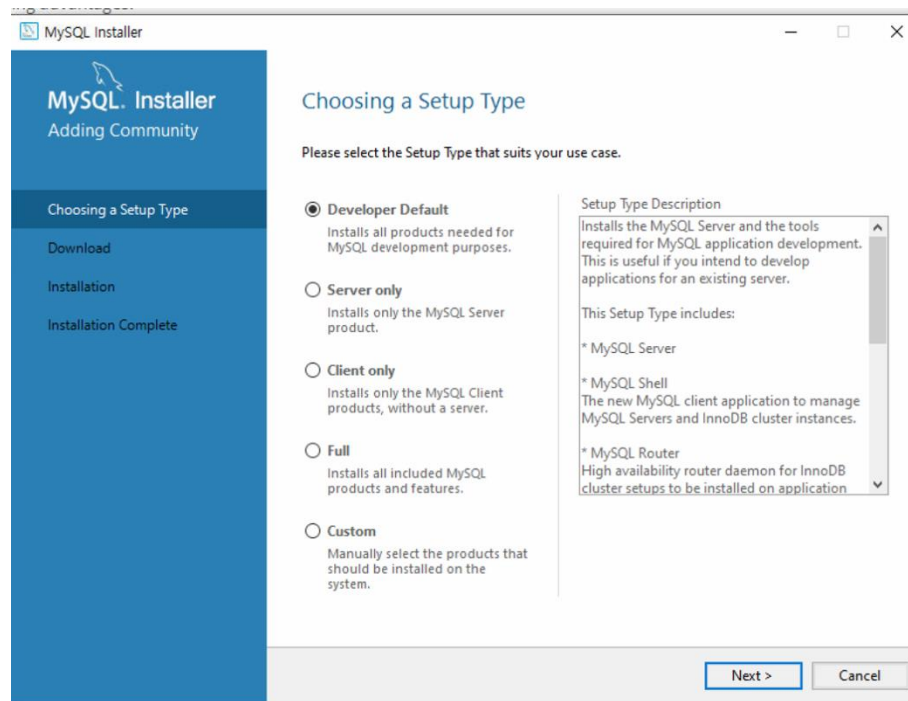 ing advantages.
MySQL Installer
MySQL. Installer
Adding Community
Choosing a Setup Type
Download
Installation
Installation Complete
Choosing a Setup Type
Please select the Setup Type that suits your use case.
Developer Default
Installs all products needed for
MySQL development purposes.
Server only
Installs only the MySQL Server
product.
Client only
Installs only the MySQL Client
products, without a server.
Full
Installs all included MySQL
products and features.
Custom
Manually select the products that
should be installed on the
system.
Setup Type Description
Installs the MySQL Server and the tools
required for MySQL application development.
This is useful if you intend to develop
applications for an existing server.
This Setup Type includes:
* MySQL Server
* MySQL Shell
The new MySQL client application to manage
MySQL Servers and InnoDB cluster instances.
* MySQL Router
High availability router daemon for InnoDB
cluster setups to be installed on application
Next >
Cancel